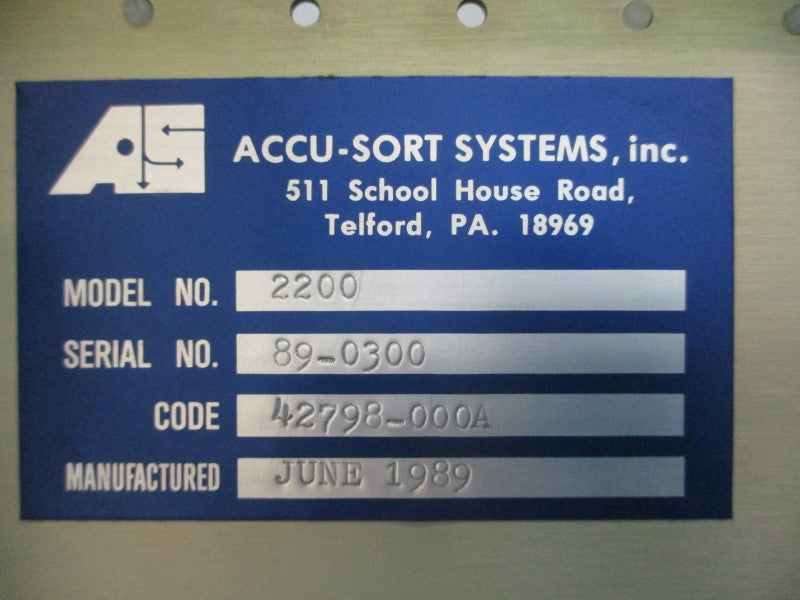 AS
ACCU-SORT SYSTEMS, inc.
511 School House Road,
Telford, PA. 18969
MODEL NO. 2200
SERIAL NO. 89-0300
CODE 42798-000A
MANUFACTURED JUNE 1989